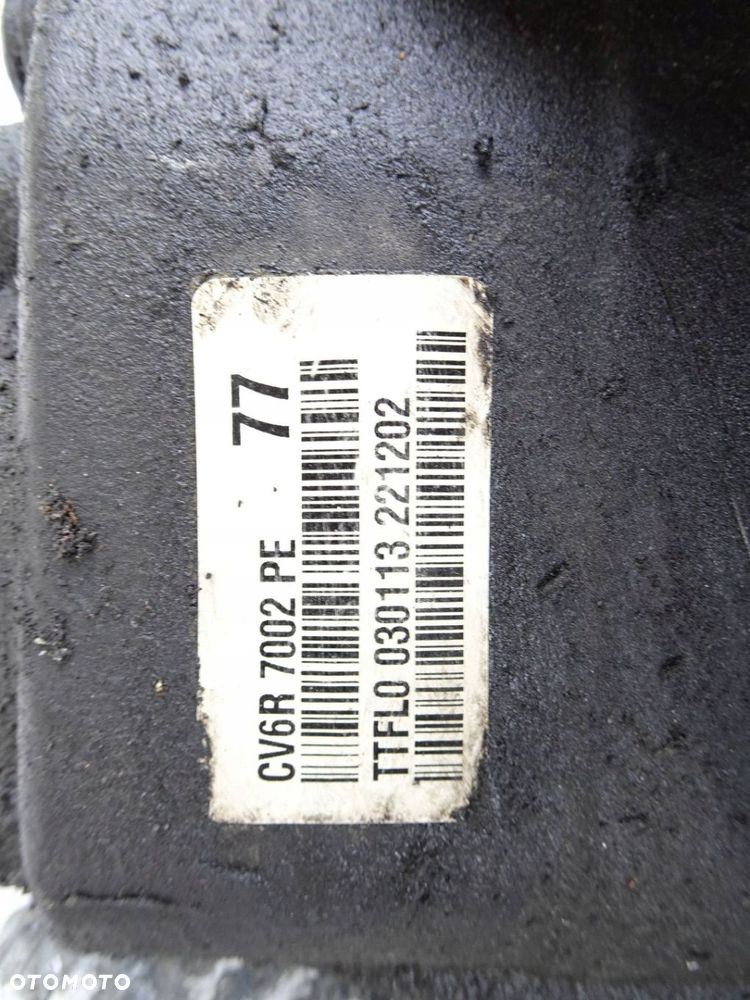 CV6R 7002 PE 77
TTFL0 030113 221202
OTOMOTO